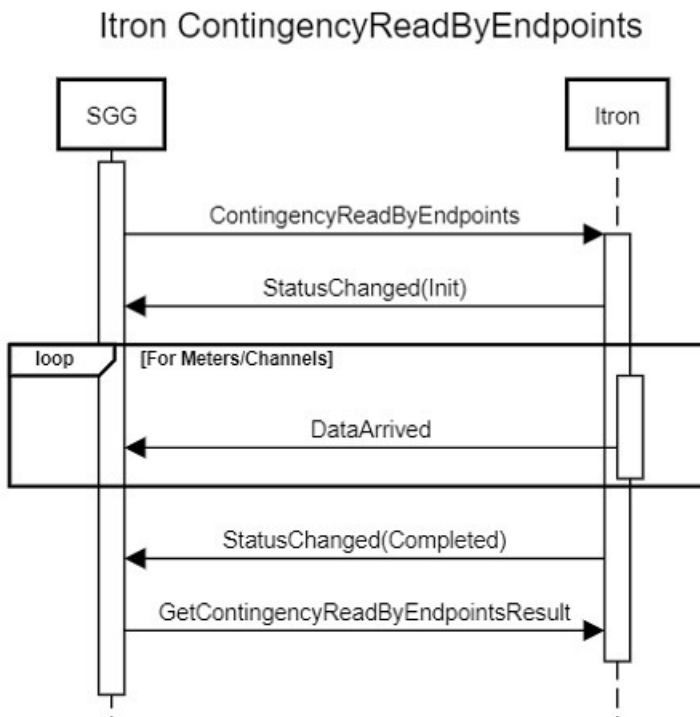 Itron ContingencyReadByEndpoints
SGG
Itron
ContingencyReadByEndpoints
StatusChanged(Init)
loop
[For Meters/Channels]
DataArrived
StatusChanged(Completed)
GetContingencyReadByEndpointsResult